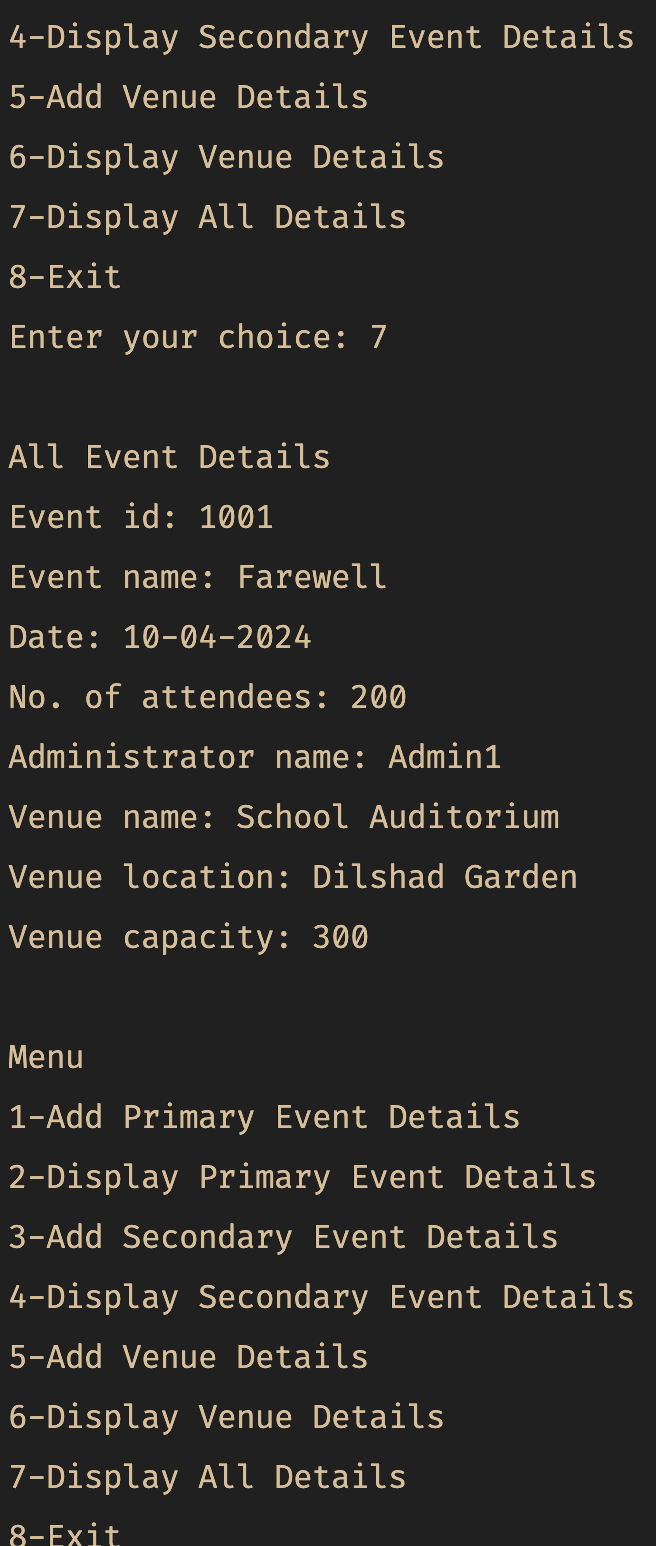 4-Display Secondary Event Details
5-Add Venue Details
6-Display Venue Details
7-Display All Details
8-Exit
Enter your choice: 7
All Event Details
Event id: 1001
Event name: Farewell
Date: 10-04-2024
No. of attendees: 200
Administrator name: Admin1
Venue name: School Auditorium
Venue location: Dilshad Garden
Venue capacity: 300
Menu
1-Add Primary Event Details
2-Display Primary Event Details
3-Add Secondary Event Details
4-Display Secondary Event Details
5-Add Venue Details
6-Display Venue Details
7-Display All Details
8-Exit